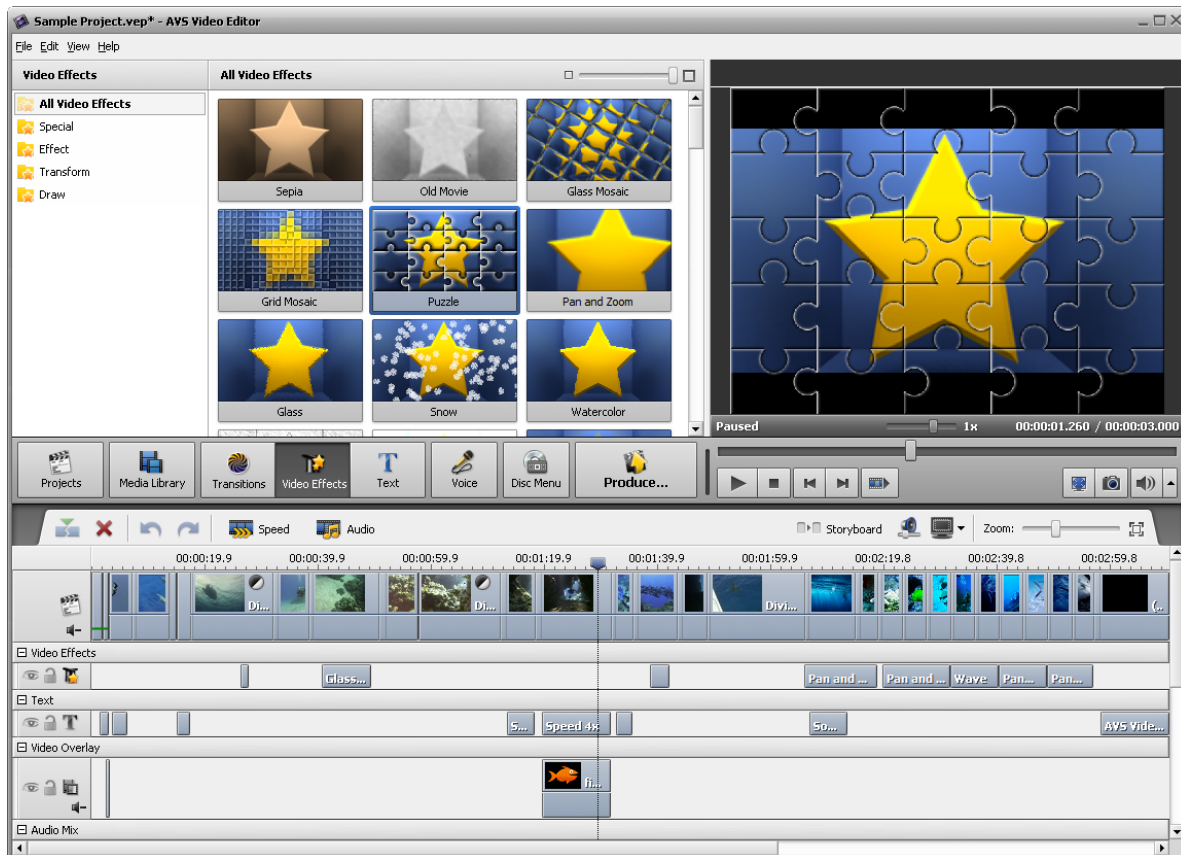 Sample Project.vep* - AVS Video Editor
File Edit View Help
Video Effects
All Video Effects
All Video Effects
Special
Effect
Transform
Draw
Sepia
Old Movie
Glass Mosaic
Grid Mosaic
Puzzle
Pan and Zoom
Glass
Snow
Watercolor
Paused
1x
00:00:01.260 / 00:00:03.000
Projects
Media Library
Transitions
Video Effects
Text
Voice
Disc Menu
Produce...
Speed
Audio
Storyboard
Zoom:
00:00:19.9 00:00:39.9 00:00:59.9 00:01:19.9 00:01:39.9 00:01:59.9 00:02:19.8 00:02:39.8 00:02:59.8
Di... Di... Divi... (..
Video Effects
Glass... Pan and ... Pan and ... Wave Pan... Pan...
Text
T S... Speed 4x So... AVS Vide...
Video Overlay
fi...
Audio Mix